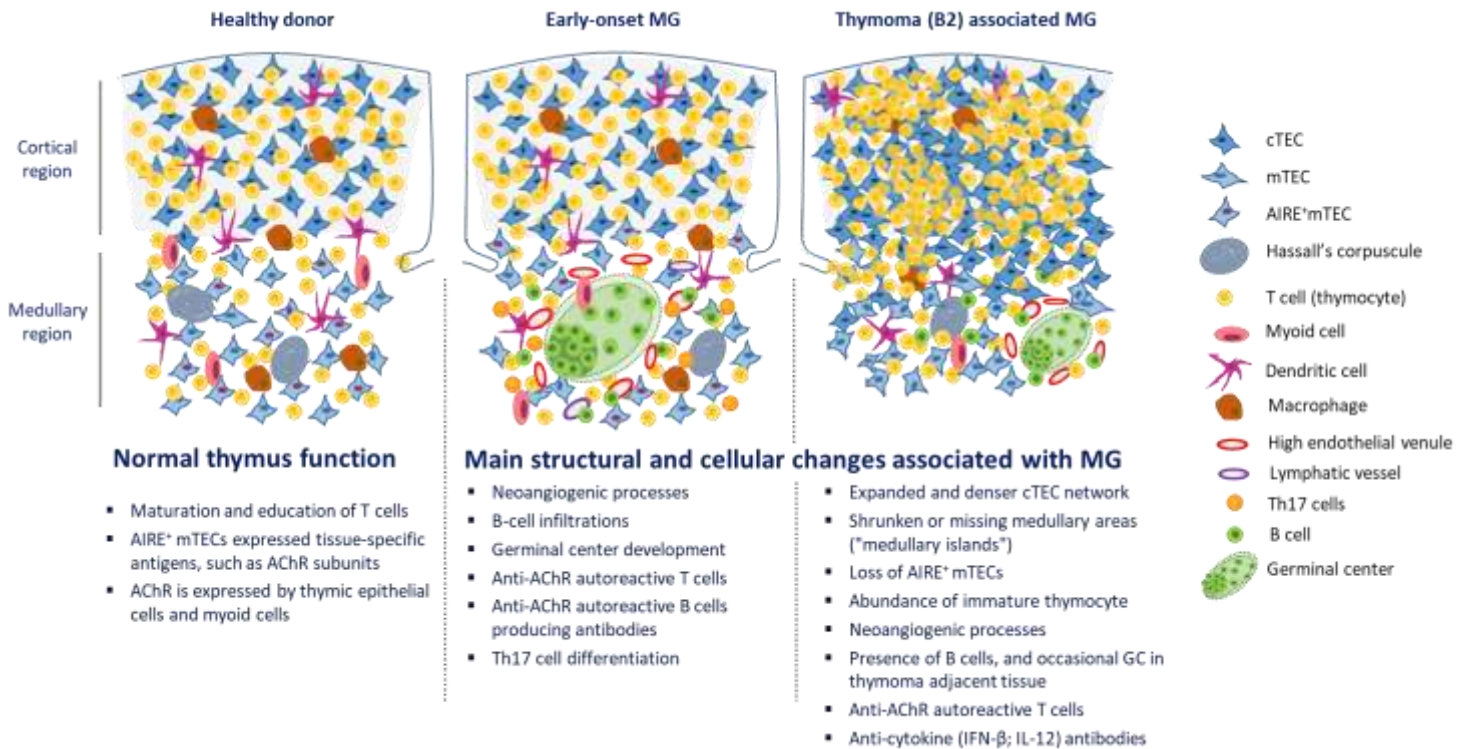 Healthy donor
Early-onset MG
Thymoma (B2) associated MG
Cortical
region
Medullary
region
cTEC
mTEC
AIRE⁺mTEC
Hassall's corpuscule
T cell (thymocyte)
Myoid cell
Dendritic cell
Macrophage
High endothelial venule
Lymphatic vessel
Th17 cells
B cell
Germinal center
Normal thymus function
▪ Maturation and education of T cells
▪ AIRE⁺ mTECs expressed tissue-specific
antigens, such as AChR subunits
▪ AChR is expressed by thymic epithelial
cells and myoid cells
Main structural and cellular changes associated with MG
▪ Neoangiogenic processes
▪ B-cell infiltrations
▪ Germinal center development
▪ Anti-AChR autoreactive T cells
▪ Anti-AChR autoreactive B cells
producing antibodies
▪ Th17 cell differentiation
▪ Expanded and denser cTEC network
▪ Shrunken or missing medullary areas
("medullary islands")
▪ Loss of AIRE⁺ mTECs
▪ Abundance of immature thymocyte
▪ Neoangiogenic processes
▪ Presence of B cells, and occasional GC in
thymoma adjacent tissue
▪ Anti-AChR autoreactive T cells
▪ Anti-cytokine (IFN-β; IL-12) antibodies